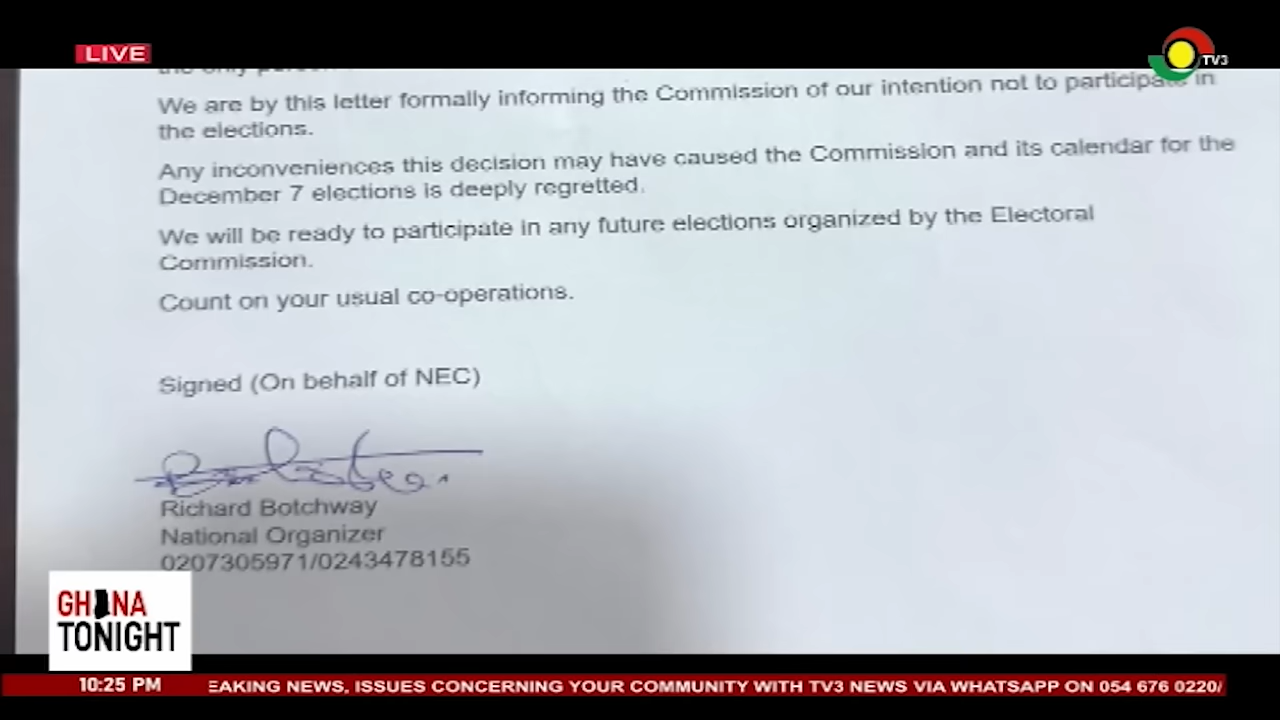 LIVE
TV3
We are by this letter formally informing the Commission of our intention not to participate in
the elections.
Any inconveniences this decision may have caused the Commission and its calendar for the
December 7 elections is deeply regretted.
We will be ready to participate in any future elections organized by the Electoral
Commission.
Count on your usual co-operations.
Signed (On behalf of NEC)
Richard Botchway
National Organizer
0207305971/0243478155
GHANA
TONIGHT
10:25 PM
EAKING NEWS, ISSUES CONCERNING YOUR COMMUNITY WITH TV3 NEWS VIA WHATSAPP ON 054 676 0220/